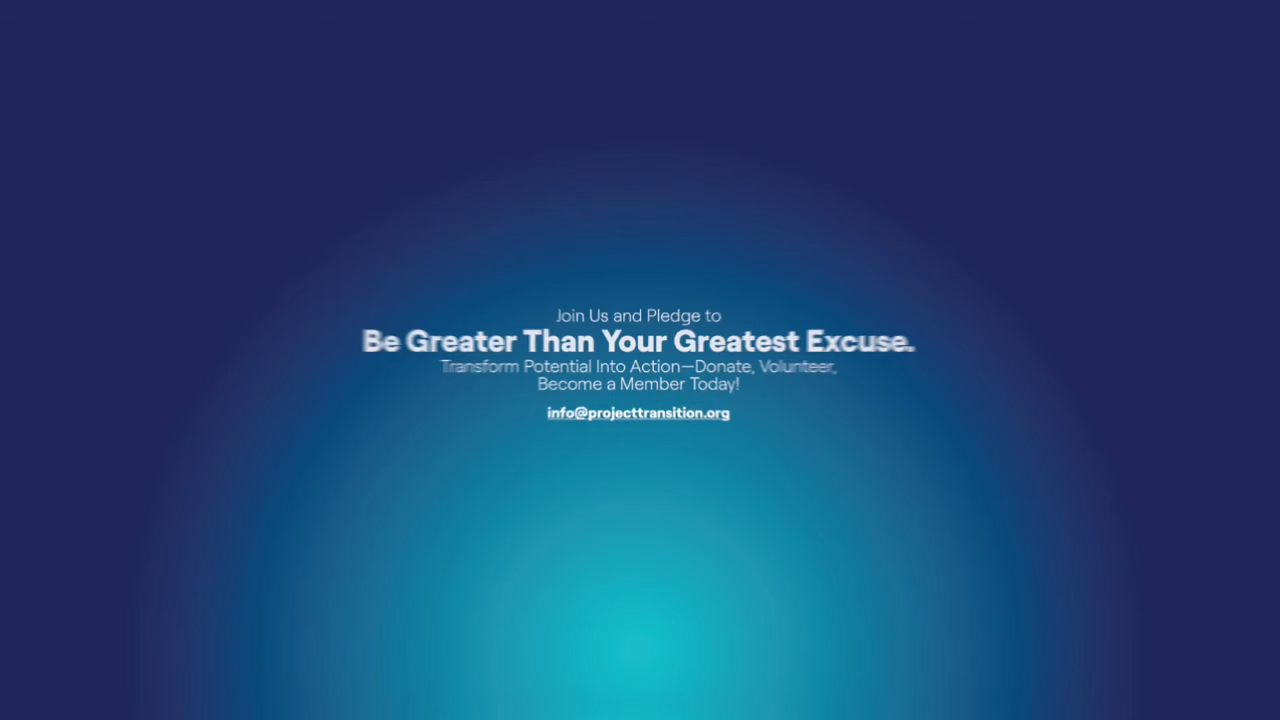 Join Us and Pledge to
Be Greater Than Your Greatest Excuse.
Transform Potential Into Action—Donate, Volunteer,
Become a Member Today!
info@projecttransition.org